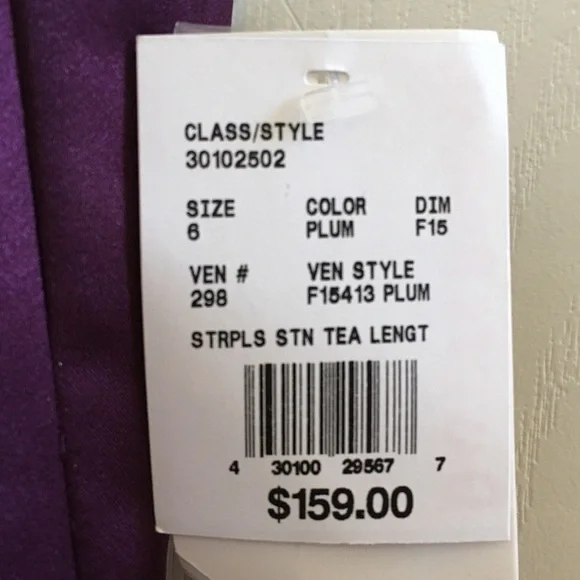 CLASS/STYLE
30102502
SIZE COLOR DIM
6 PLUM F15
VEN # VEN STYLE
298 F15413 PLUM
STRPLS STN TEA LENGT
4 30100 29567 7
$159.00